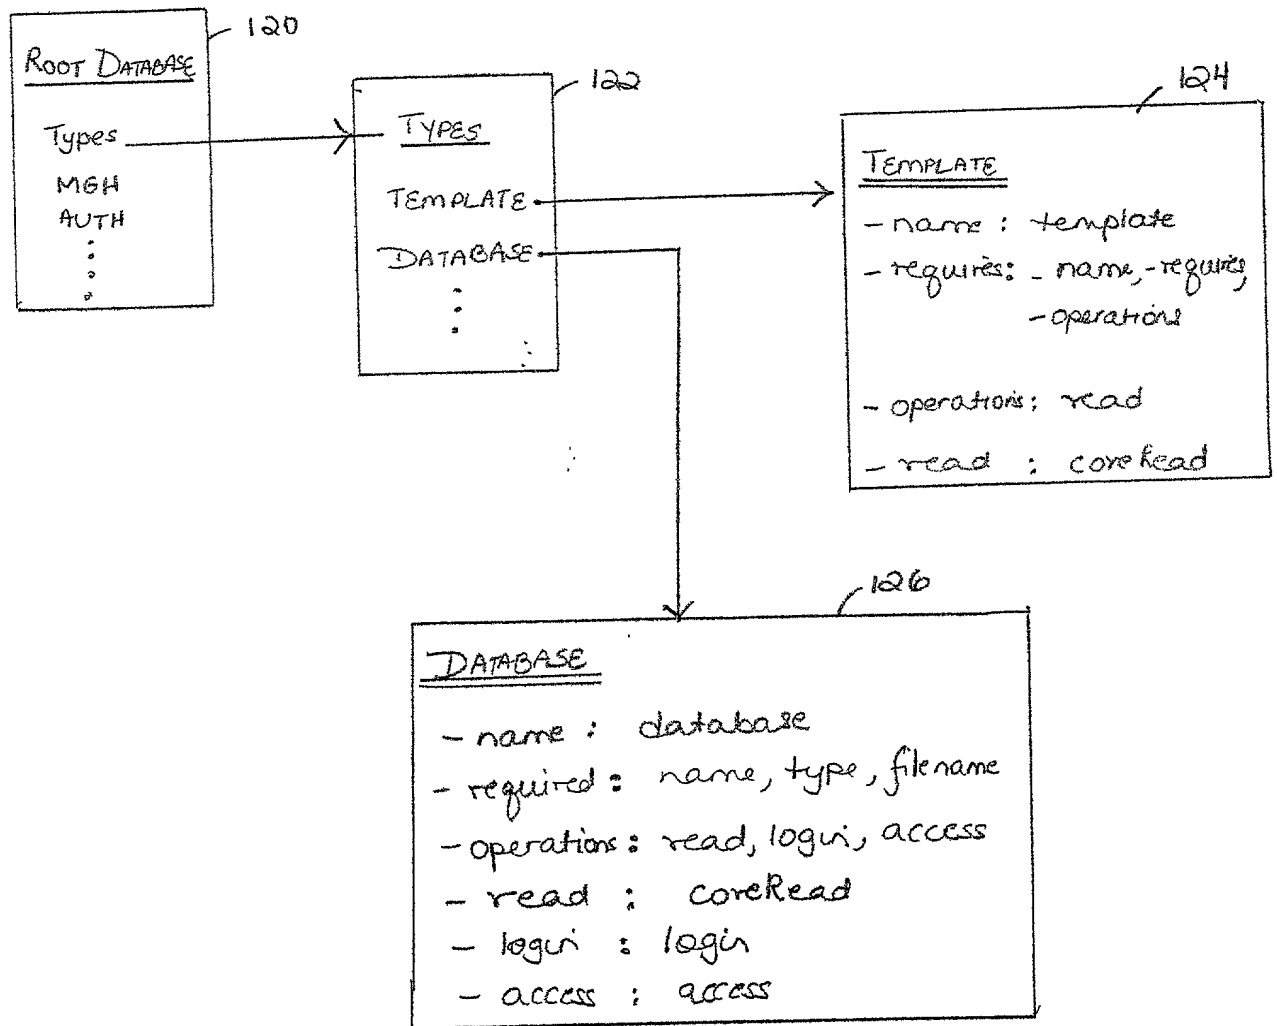 120
ROOT DATABASE
Types
MGH
AUTH
122
TYPES
TEMPLATE
DATABASE
124
TEMPLATE
- name : template
- requires: - name, - requires,
- operations
- operations: read
- read : coreRead
126
DATABASE
- name : database
- required : name, type, filename
- operations : read, login, access
- read : coreRead
- login : login
- access : access